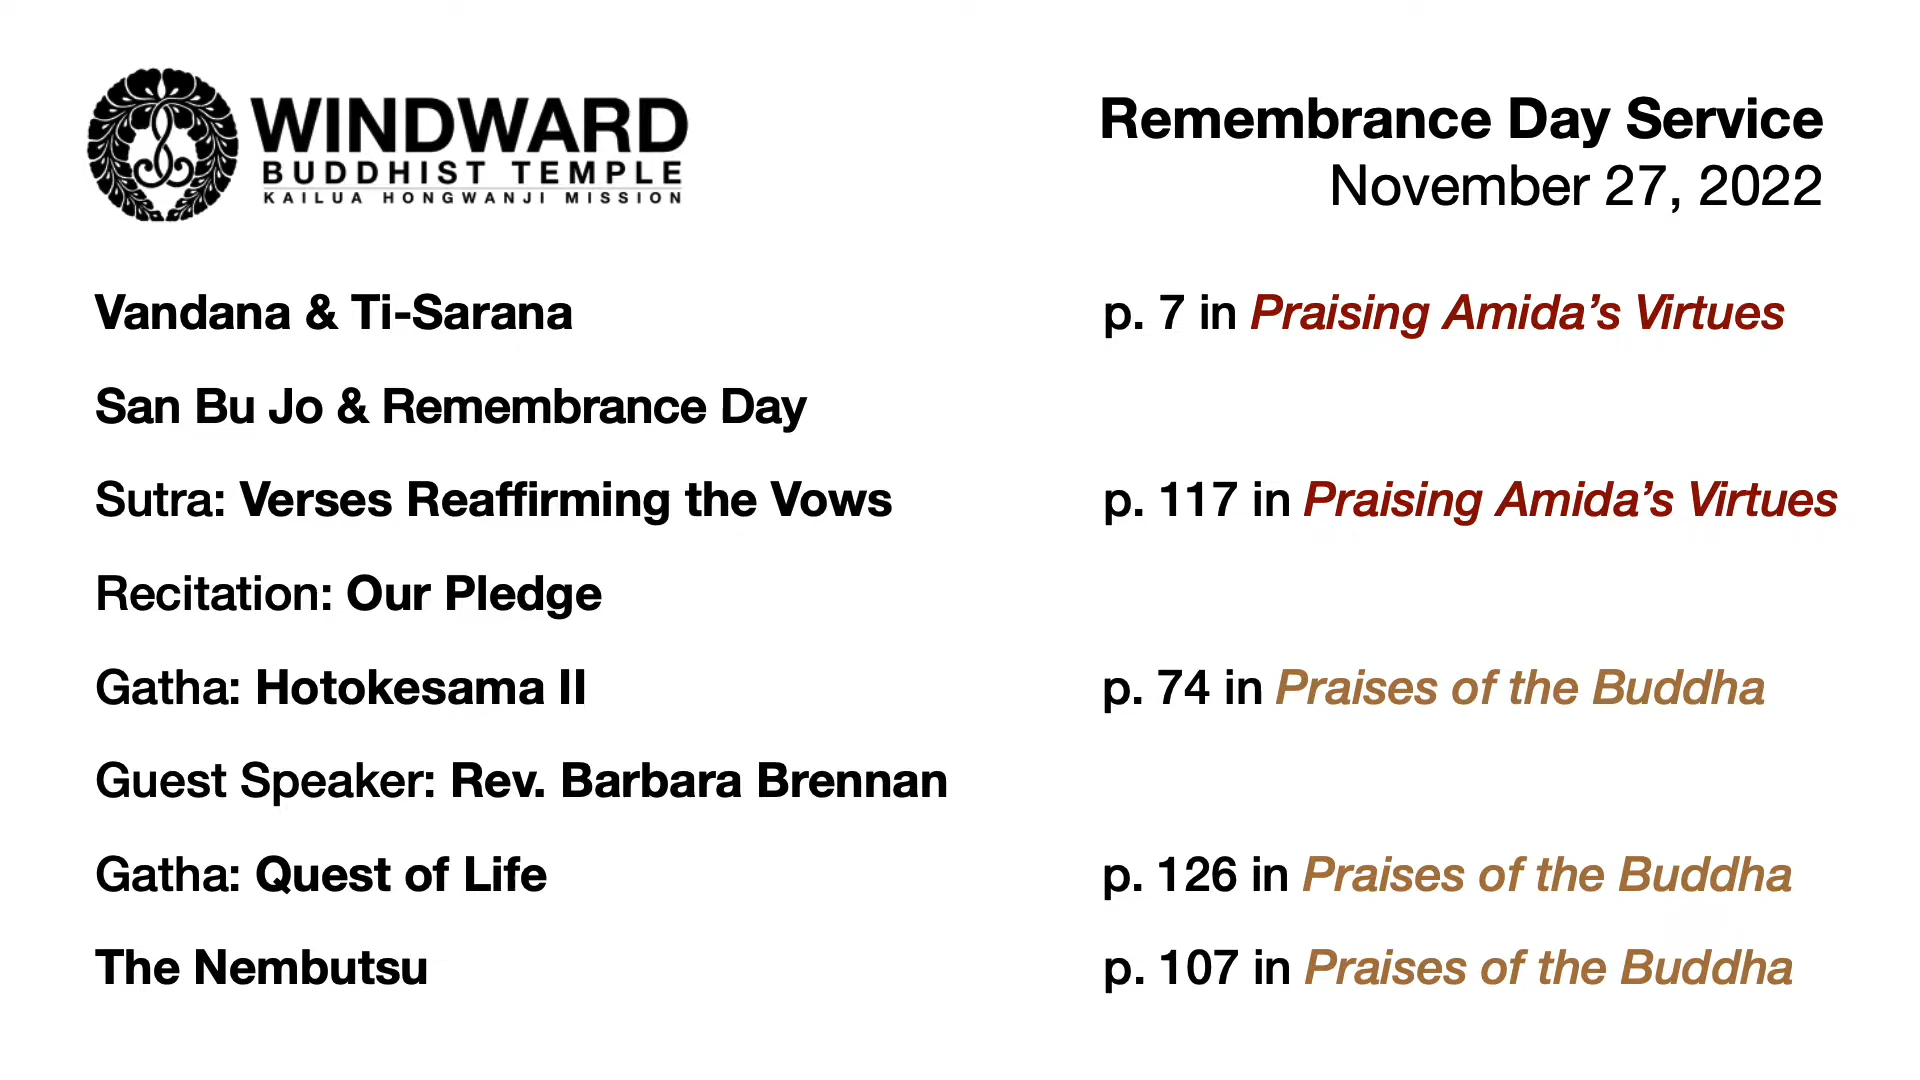 WINDWARD
BUDDHIST TEMPLE
KAILUA HONGWANJI MISSION
Remembrance Day Service
November 27, 2022
Vandana & Ti-Sarana p. 7 in Praising Amida’s Virtues
San Bu Jo & Remembrance Day
Sutra: Verses Reaffirming the Vows p. 117 in Praising Amida’s Virtues
Recitation: Our Pledge
Gatha: Hotokesama II p. 74 in Praises of the Buddha
Guest Speaker: Rev. Barbara Brennan
Gatha: Quest of Life p. 126 in Praises of the Buddha
The Nembutsu p. 107 in Praises of the Buddha